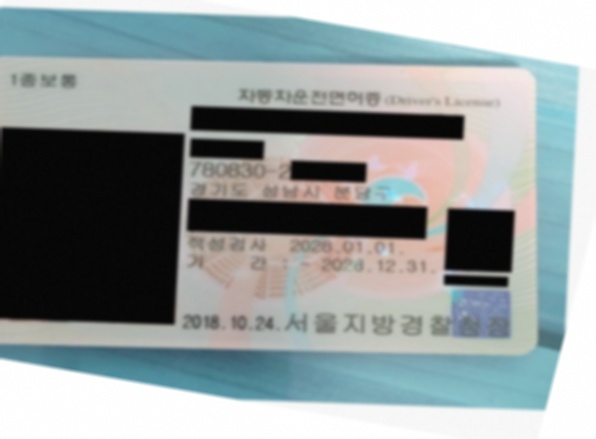 1종보통
자동차운전면허증 (Driver's License)
780830-2
경기도 성남시 분당구
적성검사 2028.01.01.
기 간 : ~ 2028.12.31.
2018.10.24. 서울지방경찰청장